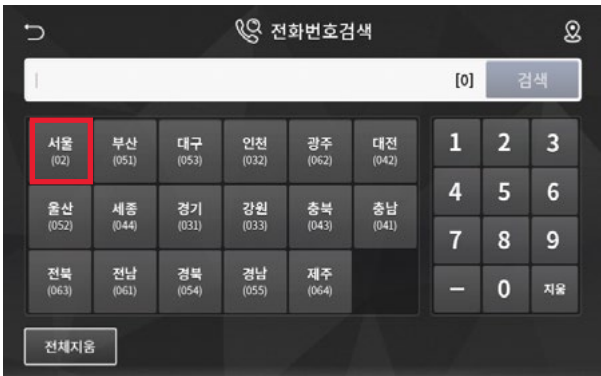 전화번호검색
[0] 검색
서울 부산 대구 인천 광주 대전
(02) (051) (053) (032) (062) (042)
울산 세종 경기 강원 충북 충남
(052) (044) (031) (033) (043) (041)
전북 전남 경북 경남 제주
(063) (061) (054) (055) (064)
1 2 3
4 5 6
7 8 9
- 0 지움
전체지움